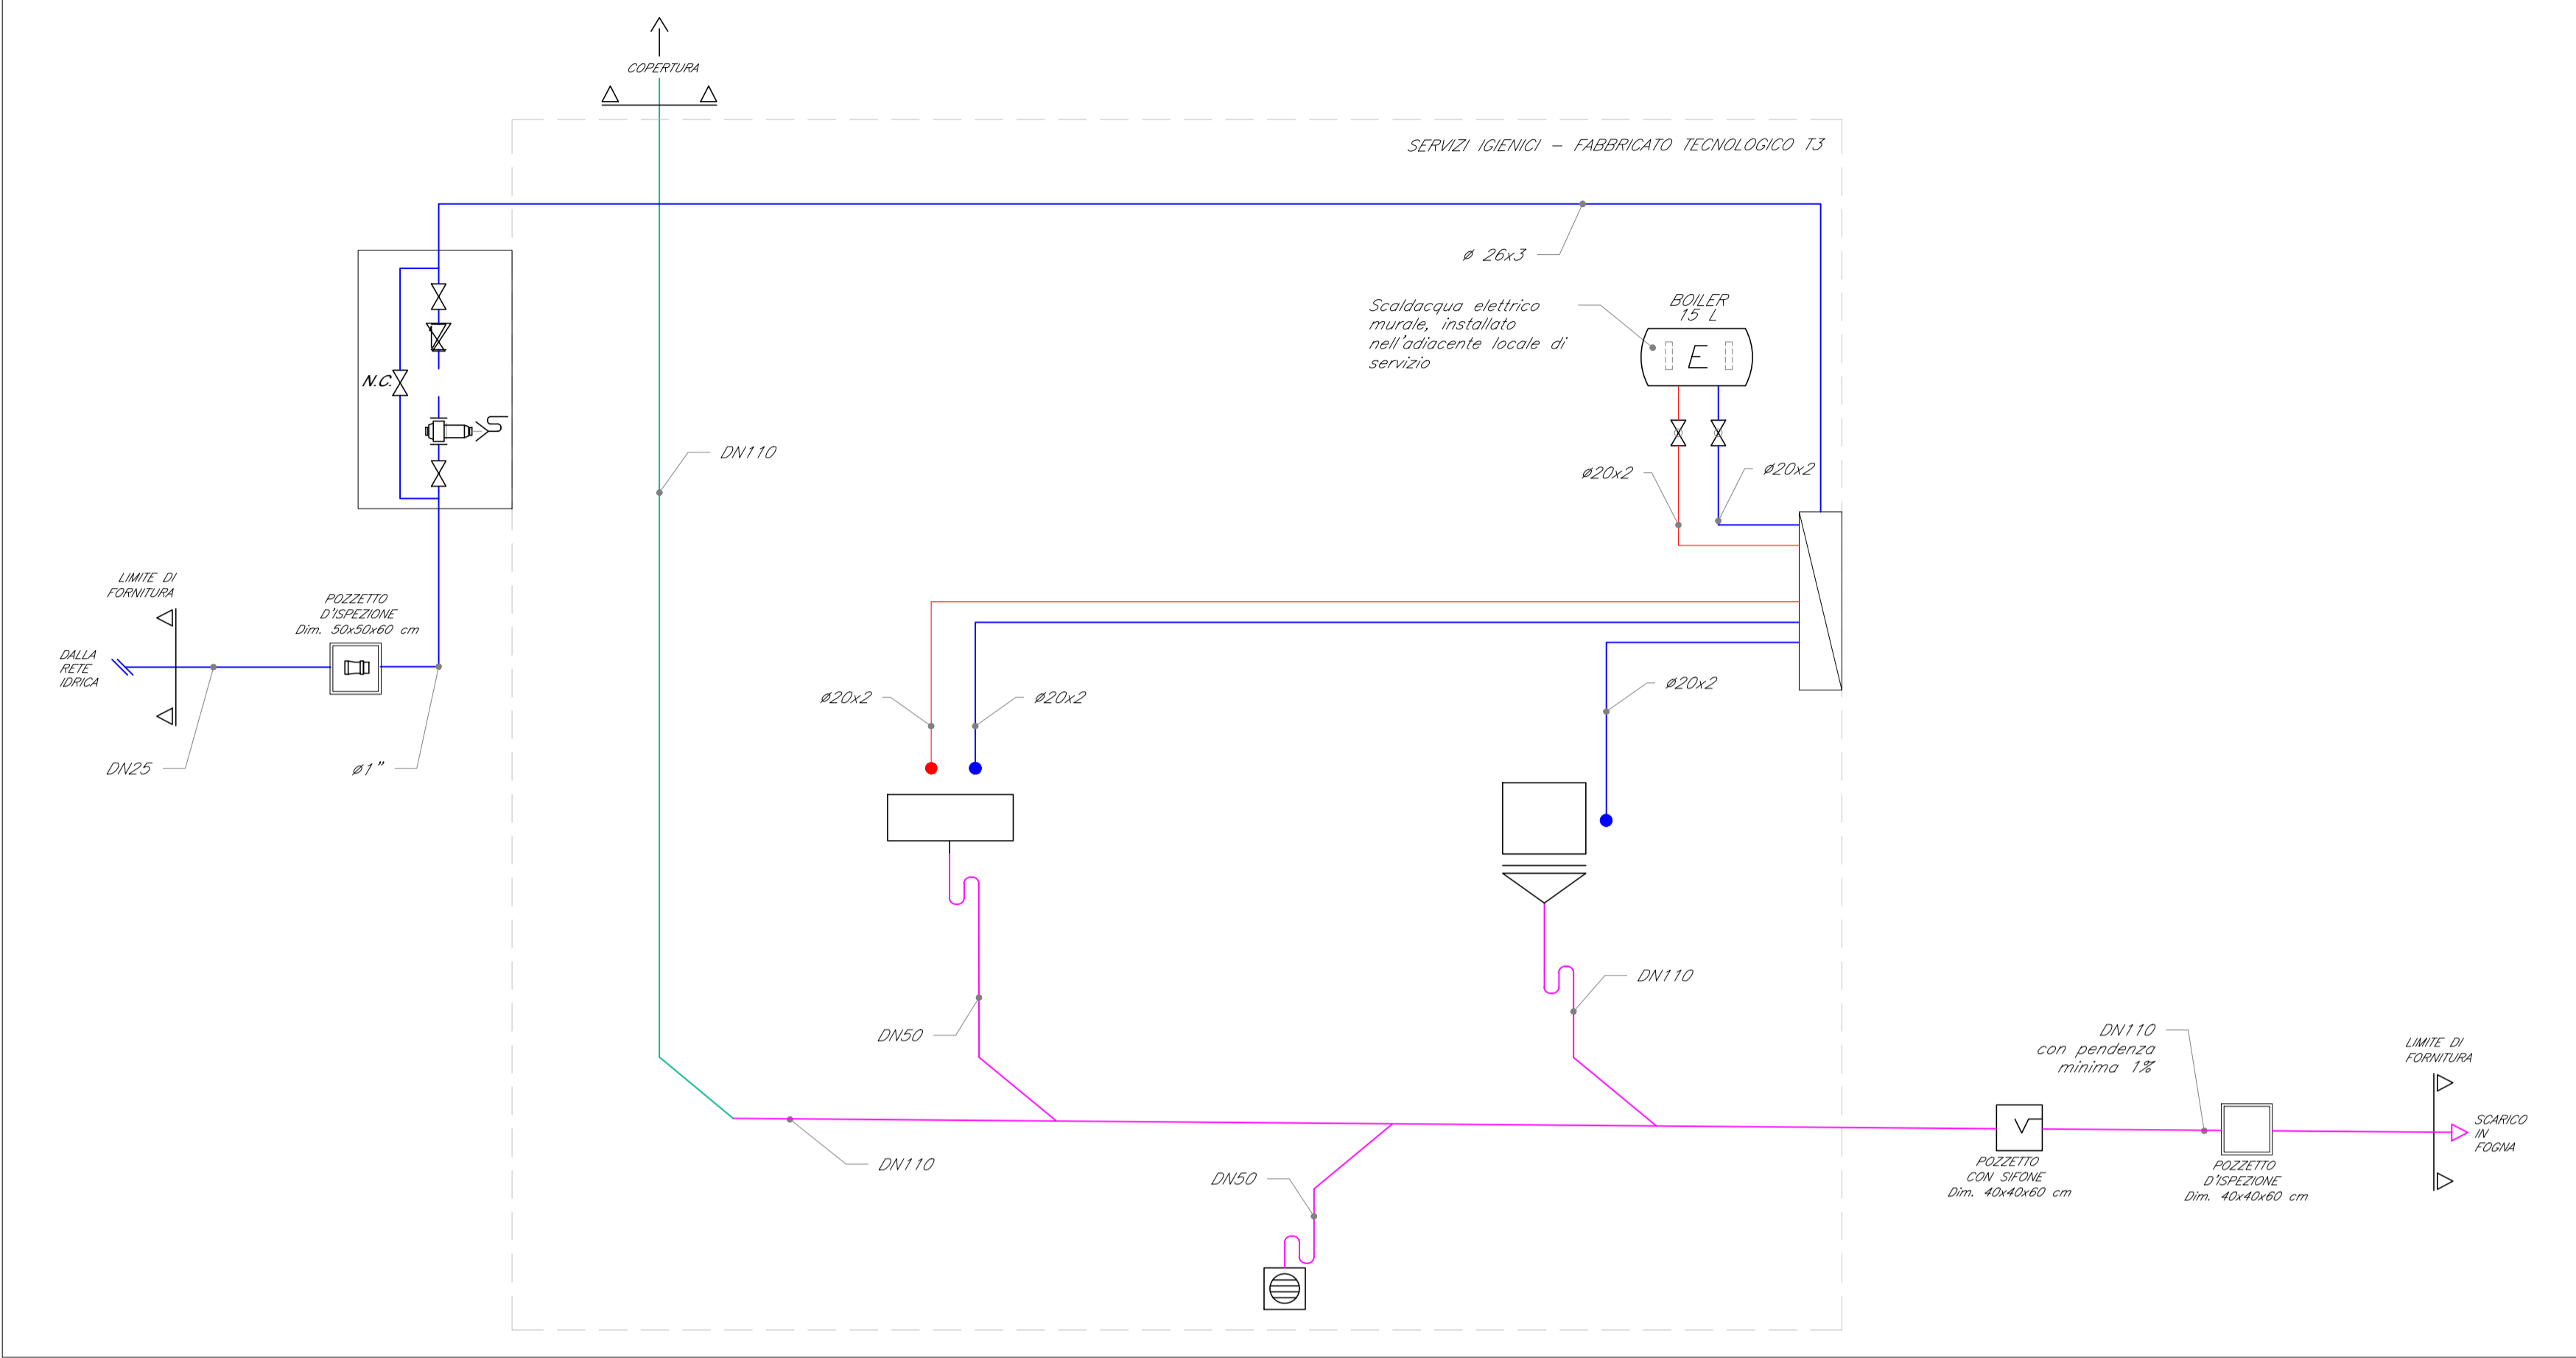 COPERTURA
SERVIZI IGIENICI – FABBRICATO TECNOLOGICO T3
ø 26x3
Scaldacqua elettrico
murale, installato
nell'adiacente locale di
servizio
BOILER
15 L
E
N.C.
DN110
ø20x2
ø20x2
LIMITE DI
FORNITURA
POZZETTO
D'ISPEZIONE
Dim. 50x50x60 cm
DALLA
RETE
IDRICA
DN25
ø1"
ø20x2
ø20x2
ø20x2
DN110
DN50
DN110
con pendenza
minima 1%
LIMITE DI
FORNITURA
SCARICO
IN
FOGNA
DN110
DN50
POZZETTO
CON SIFONE
Dim. 40x40x60 cm
POZZETTO
D'ISPEZIONE
Dim. 40x40x60 cm